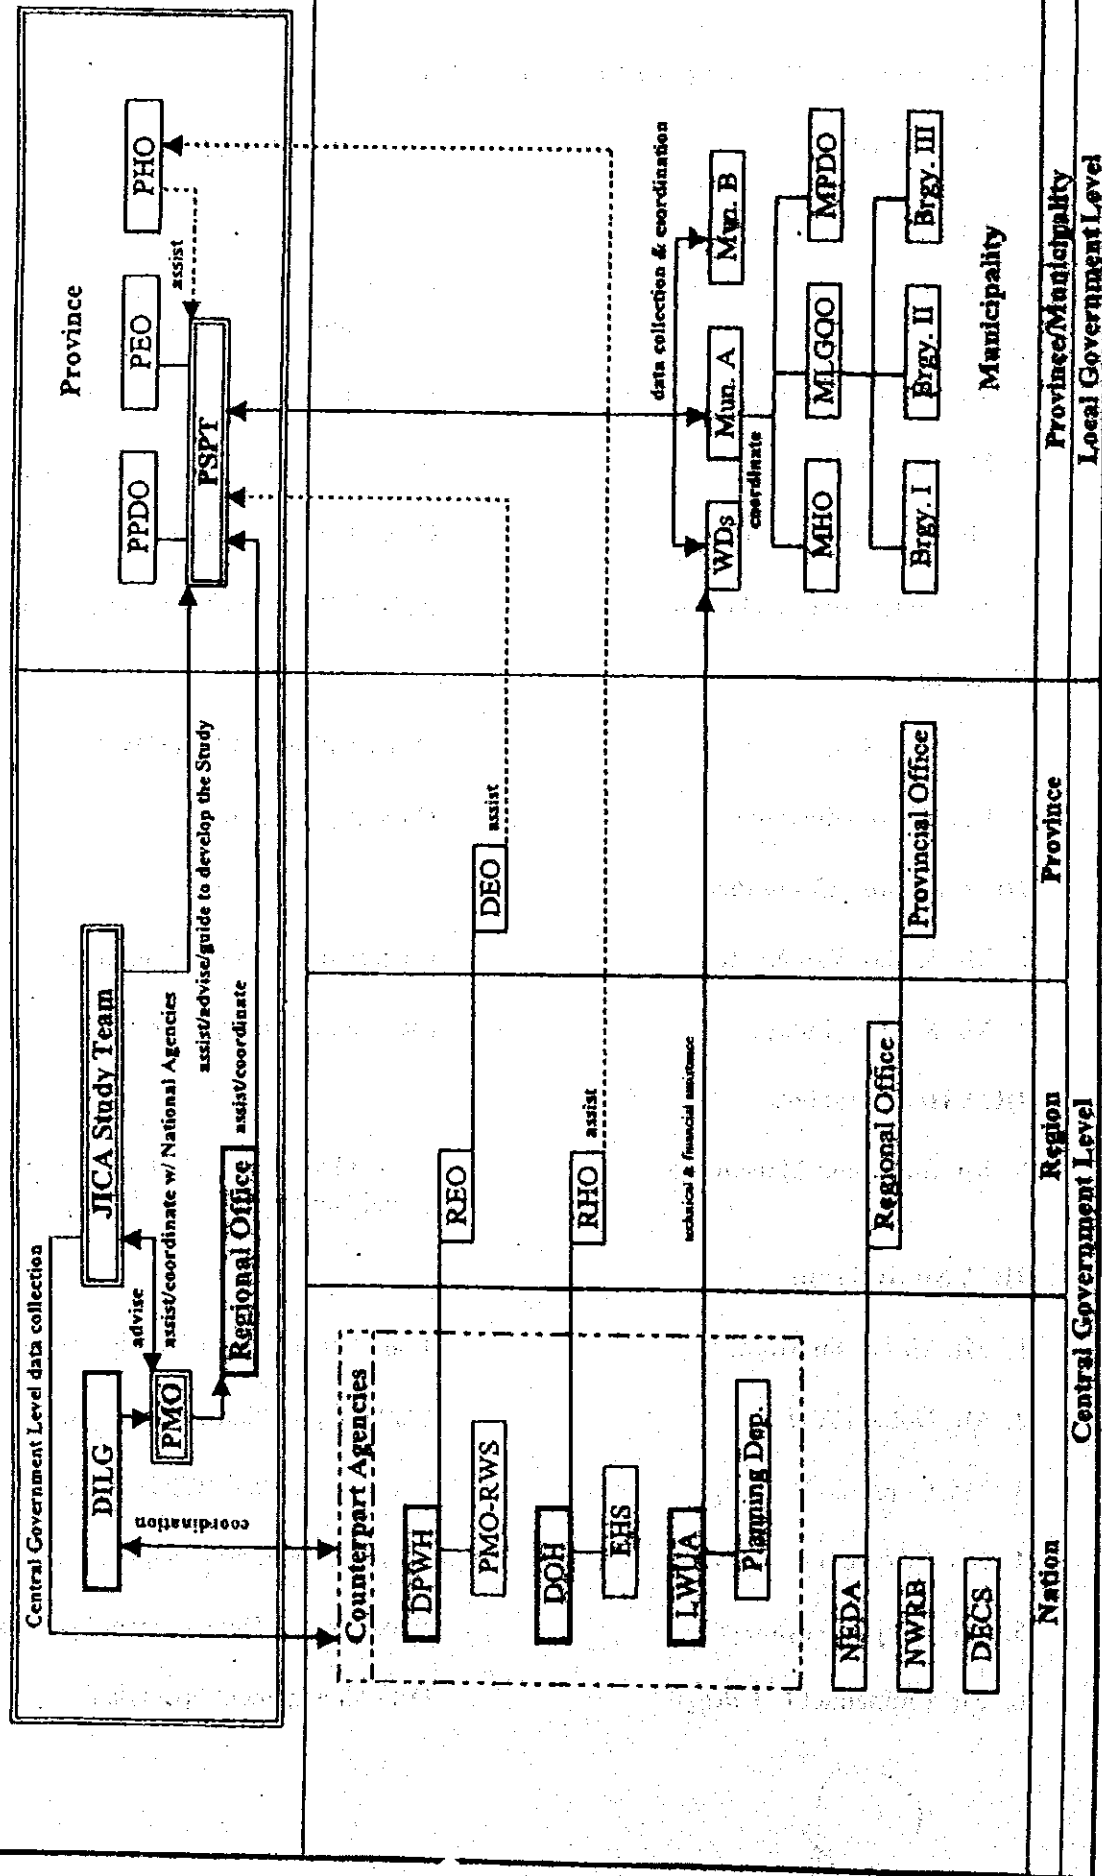 Central Government Level data collection
DILG
JICA Study Team
advise
coordination
PMO
assist/coordinate w/ National Agencies
assist/advise/guide to develop the Study
Regional Office
assist/coordinate
Province
PPDO
PEO
PHO
assist
PSPT
Counterpart Agencies
DPWH
PMO-RWS
REO
DEO
assist
DOH
EHS
RHO
assist
LWUA
Planning Dep.
technical & financial assistance
data collection & coordination
WDs
Mun. A
Mun. B
coordinate
MHO
MLGOO
MPDO
Brgy. I
Brgy. II
Brgy. III
Municipality
NEDA
Regional Office
Provincial Office
NWRB
DECS
Nation
Region
Province
Province/Municipality
Central Government Level
Local Government Level